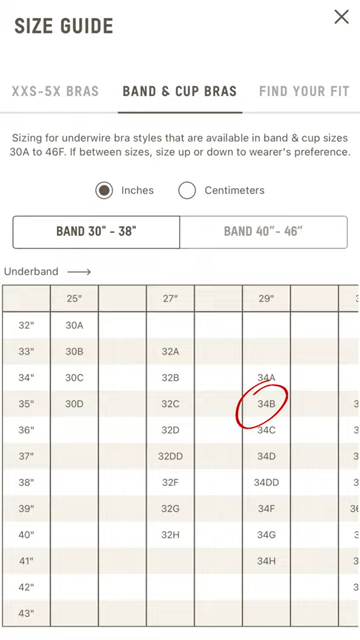 SIZE GUIDE
XXS-5X BRAS BAND & CUP BRAS FIND YOUR FIT
Sizing for underwire bra styles that are available in band & cup sizes
30A to 46F. If between sizes, size up or down to wearer's preference.
Inches Centimeters
BAND 30" - 38" BAND 40"- 46"
Underband
25" 27" 29"
32" 30A
33" 30B 32A
34" 30C 32B 34A
35" 30D 32C 34B
36" 32D 34C
37" 32DD 34D
38" 32F 34DD
39" 32G 34F
40" 32H 34G
41" 34H
42"
43"